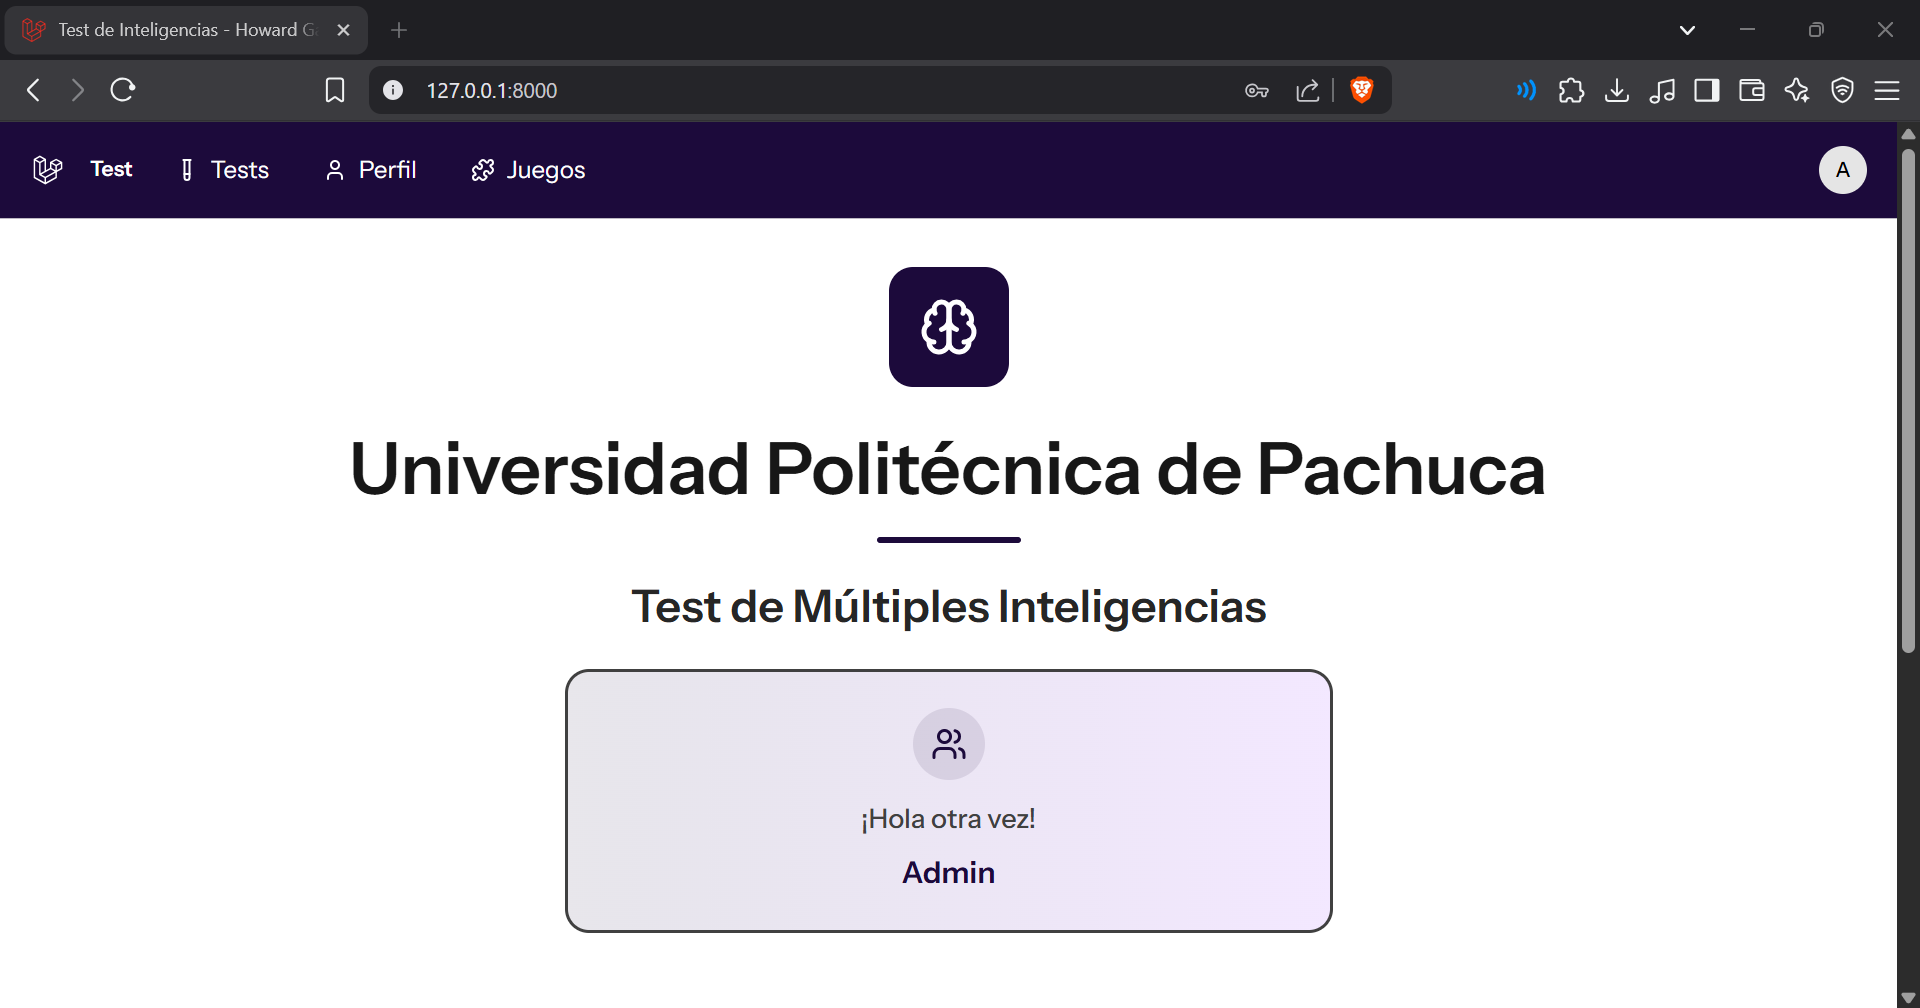 Test de Inteligencias - Howard G
127.0.0.1:8000
Test
Tests
Perfil
Juegos
A
Universidad Politécnica de Pachuca
Test de Múltiples Inteligencias
¡Hola otra vez!
Admin